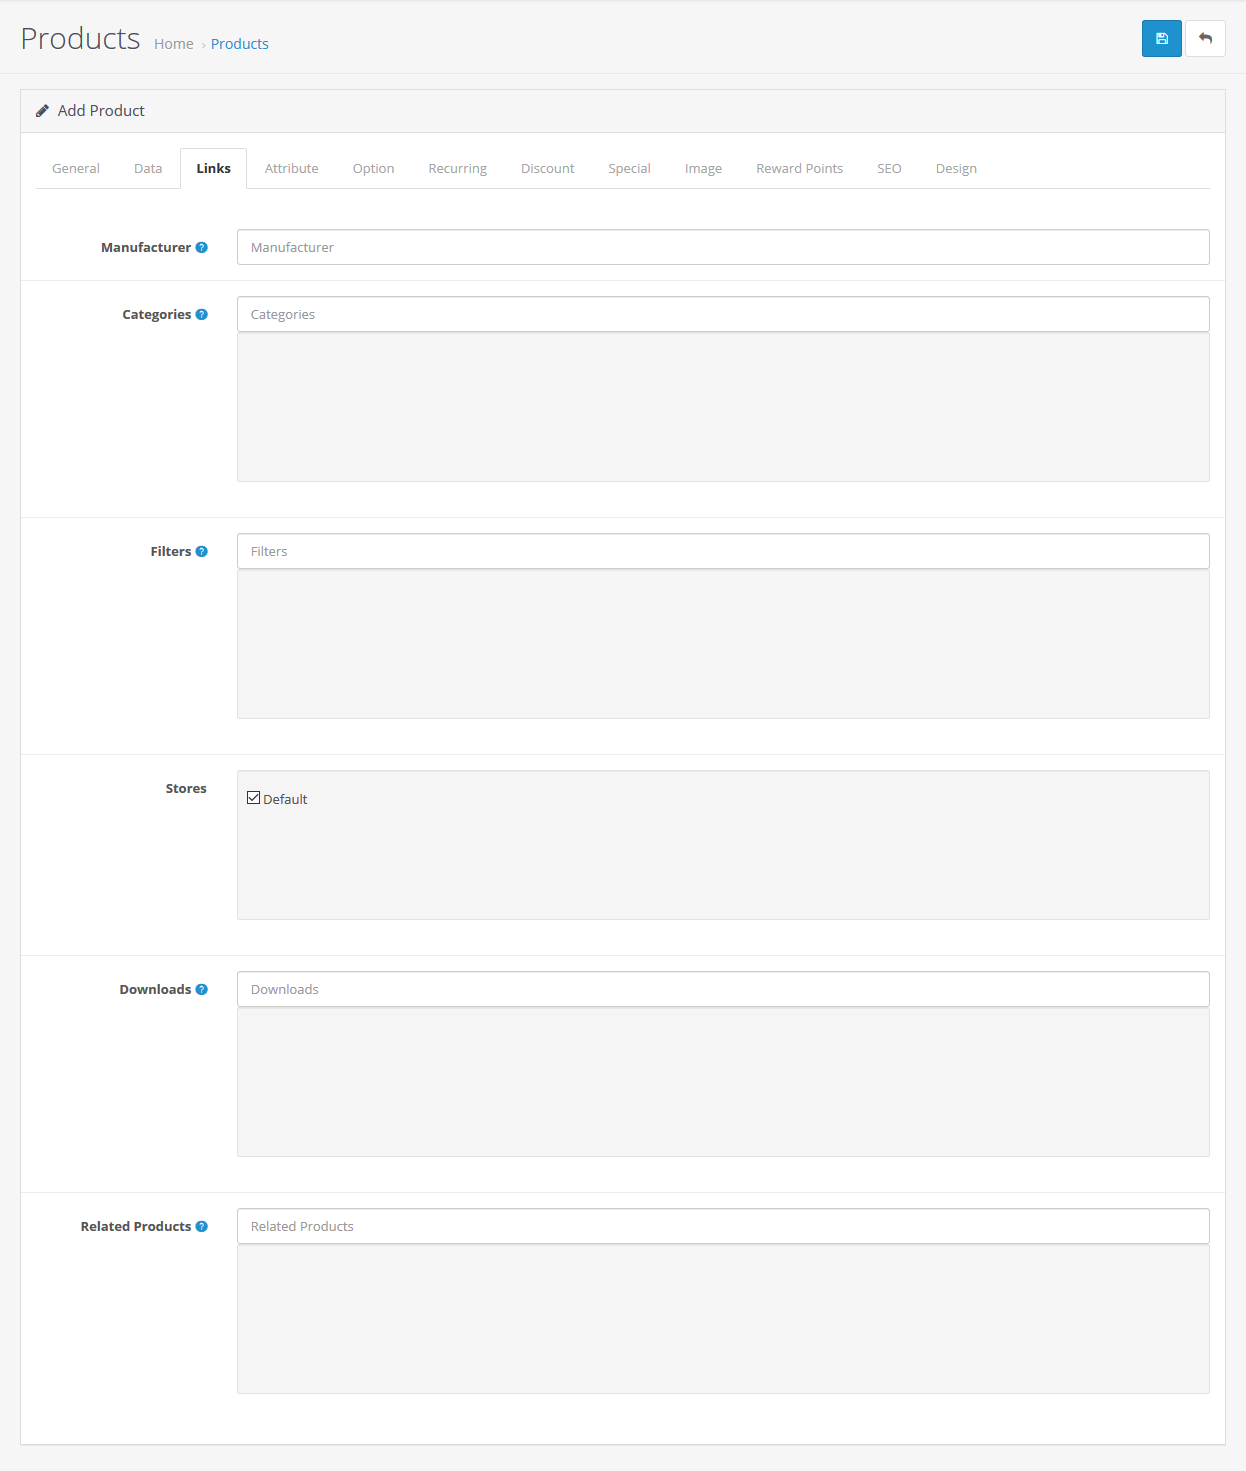 Products Home › Products
Add Product
General Data Links Attribute Option Recurring Discount Special Image Reward Points SEO Design
Manufacturer ? Manufacturer
Categories ? Categories
Filters ? Filters
Stores
Default
Downloads ? Downloads
Related Products ? Related Products